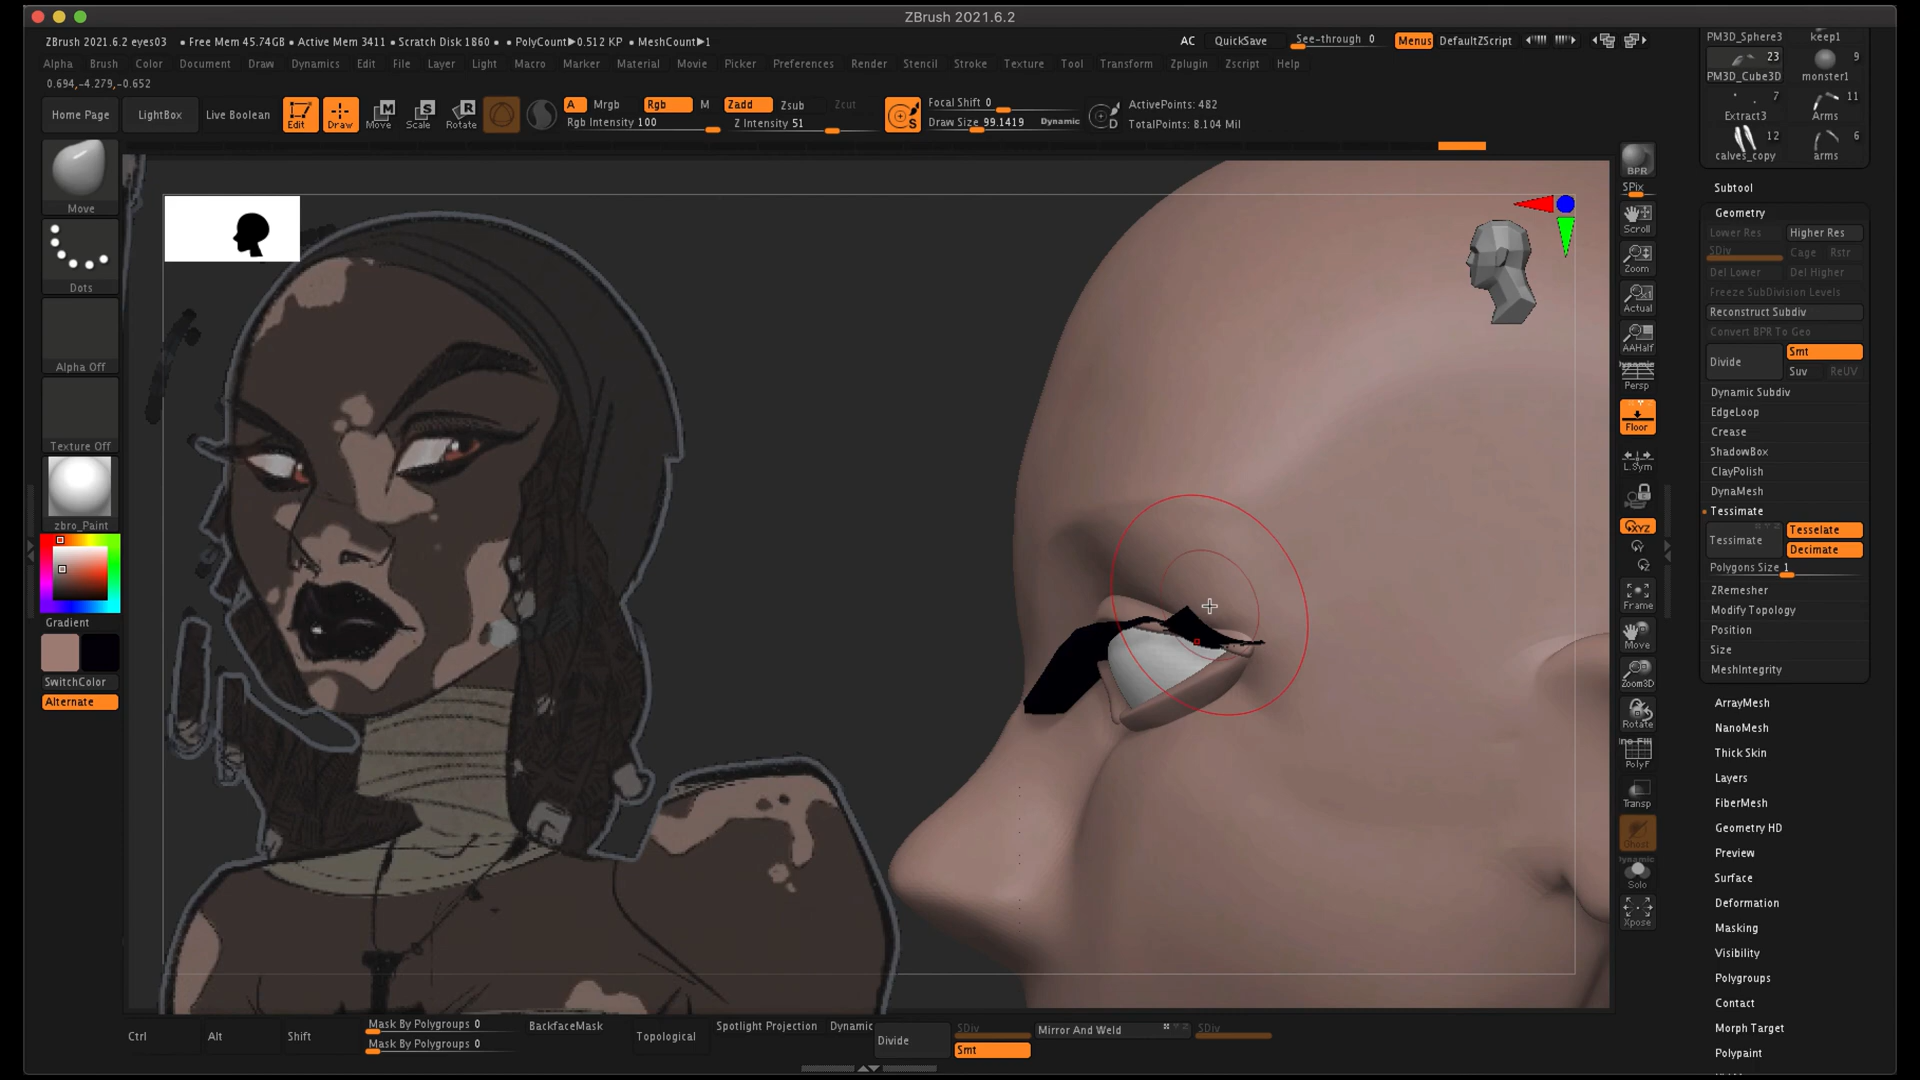 ZBrush 2021.6.2
ZBrush 2021.6.2 eyes03 • Free Mem 45.74GB • Active Mem 3411 • Scratch Disk 1860 • • PolyCount▶0.512 KP • MeshCount▶1
AC QuickSave See-through 0 Menus DefaultZScript
Alpha Brush Color Document Draw Dynamics Edit File Layer Light Macro Marker Material Movie Picker Preferences Render Stencil Stroke Texture Tool Transform Zplugin Zscript Help
0.694,-4.279,-0.652
Home Page LightBox Live Boolean Edit Draw Move Scale Rotate
A Mrgb Rgb M Zadd Zsub Zcut
Rgb Intensity 100 Z Intensity 51
S Focal Shift 0
Draw Size 99.1419 Dynamic
D ActivePoints: 482
TotalPoints: 8.104 Mil
Move
Dots
Alpha Off
Texture Off
zbro_Paint
Gradient
SwitchColor
Alternate
BPR
SPix
Scroll
Zoom
Actual
AAHalf
Dynamic
Persp
Floor
L.Sym
XYZ
Frame
Move
Zoom3D
Rotate
PolyF
Transp
Ghost
Dynamic
Solo
Xpose
PM3D_Sphere3 keep1
23 9
PM3D_Cube3D monster1
7 11
Extract3 Arms
12 6
calves_copy arms
Subtool
Geometry
Lower Res Higher Res
SDiv Cage Rstr
Del Lower Del Higher
Freeze SubDivision Levels
Reconstruct Subdiv
Convert BPR To Geo
Divide Smt
Suv ReUV
Dynamic Subdiv
EdgeLoop
Crease
ShadowBox
ClayPolish
DynaMesh
Tessimate
Tessimate Tesselate
Decimate
Polygons Size 1
ZRemesher
Modify Topology
Position
Size
MeshIntegrity
ArrayMesh
NanoMesh
Thick Skin
Layers
FiberMesh
Geometry HD
Preview
Surface
Deformation
Masking
Visibility
Polygroups
Contact
Morph Target
Polypaint
Ctrl Alt Shift
Mask By Polygroups 0
Mask By Polygroups 0
BackfaceMask
Topological
Spotlight Projection
Dynamic
Divide
SDiv
Smt
Mirror And Weld
SDiv